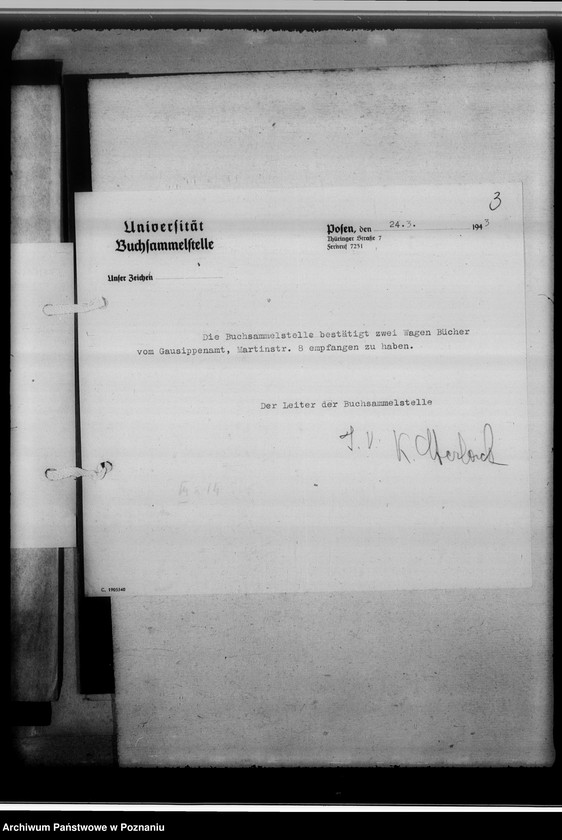 3
Universität
Buchsammelstelle
Posen, den 24.3. 1943
Thüringer Straße 7
Fernruf 7251
Unser Zeichen
Die Buchsammelstelle bestätigt zwei Wagen Bücher
vom Gausippenamt, Martinstr. 8 empfangen zu haben.
Der Leiter der Buchsammelstelle
J. V. K.
Archiwum Państwowe w Poznaniu